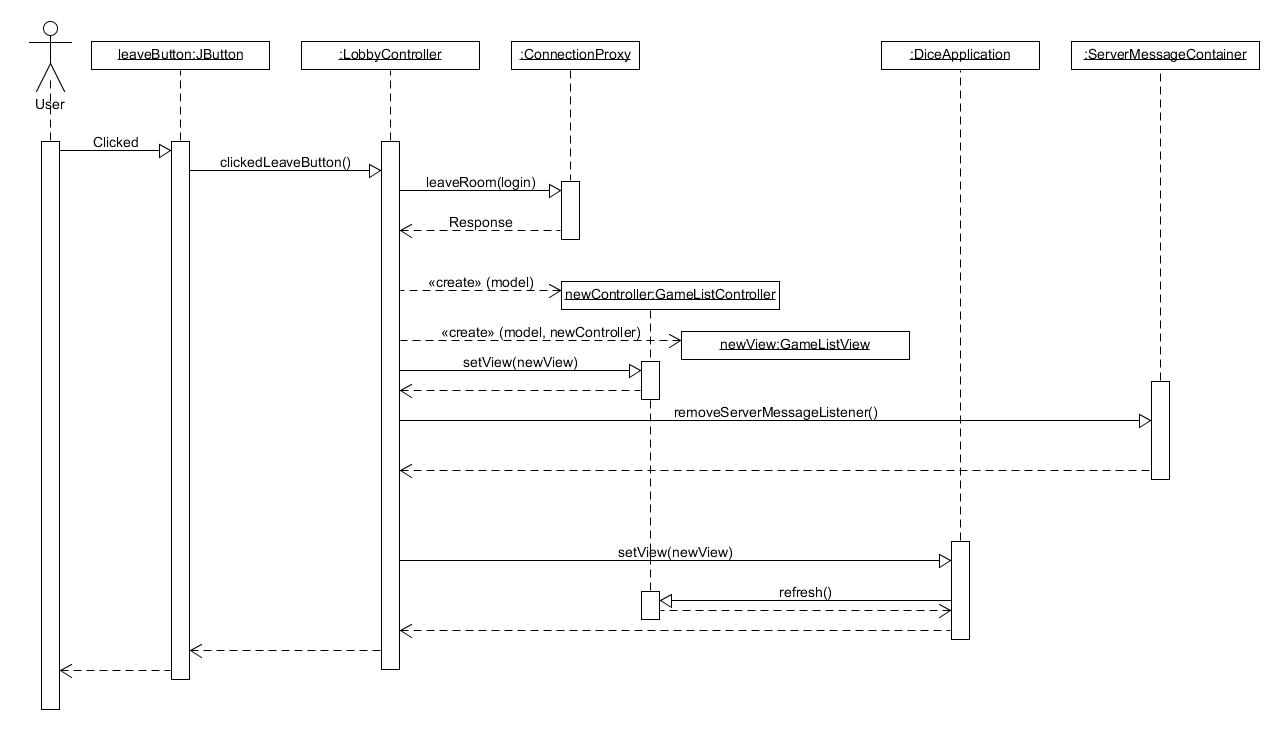 leaveButton:JButton
:LobbyController
:ConnectionProxy
:DiceApplication
:ServerMessageContainer
User
Clicked
clickedLeaveButton()
leaveRoom(login)
Response
«create» (model)
newController:GameListController
«create» (model, newController)
newView:GameListView
setView(newView)
removeServerMessageListener()
setView(newView)
refresh()